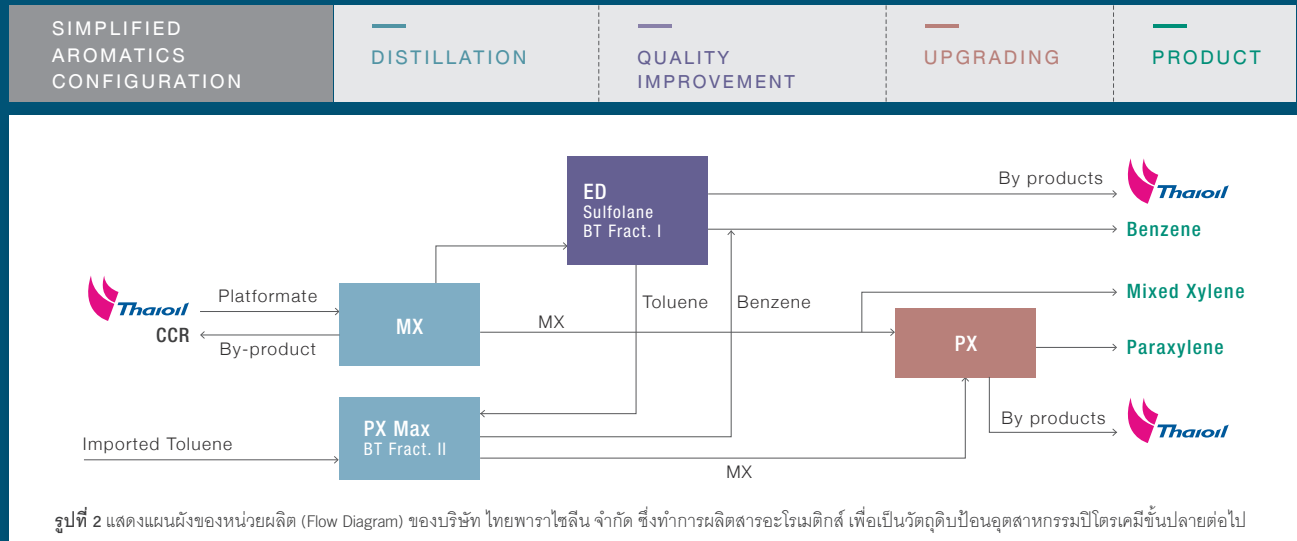 SIMPLIFIED
AROMATICS
CONFIGURATION
DISTILLATION
QUALITY
IMPROVEMENT
UPGRADING
PRODUCT
ED
Sulfolane
BT Fract. I
By products
Thaioil
Benzene
Thaioil
CCR
Platformate
By-product
MX
MX
Toluene
Benzene
Mixed Xylene
PX
Paraxylene
Imported Toluene
PX Max
BT Fract. II
MX
By products
Thaioil
รูปที่ 2 แสดงแผนผังของหน่วยผลิต (Flow Diagram) ของบริษัท ไทยพาราไซลีน จำกัด ซึ่งทำการผลิตสารอะโรเมติกส์ เพื่อเป็นวัตถุดิบป้อนอุตสาหกรรมปิโตรเคมีขั้นปลายต่อไป